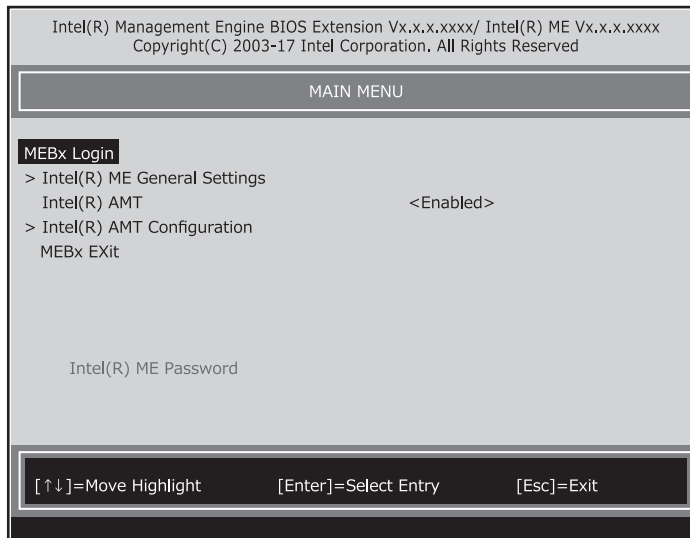 Intel(R) Management Engine BIOS Extension Vx.x.x.xxxx/ Intel(R) ME Vx.x.x.xxxx
Copyright(C) 2003-17 Intel Corporation. All Rights Reserved
MAIN MENU
MEBx Login
> Intel(R) ME General Settings
Intel(R) AMT <Enabled>
> Intel(R) AMT Configuration
MEBx EXit
Intel(R) ME Password
[↑↓]=Move Highlight [Enter]=Select Entry [Esc]=Exit